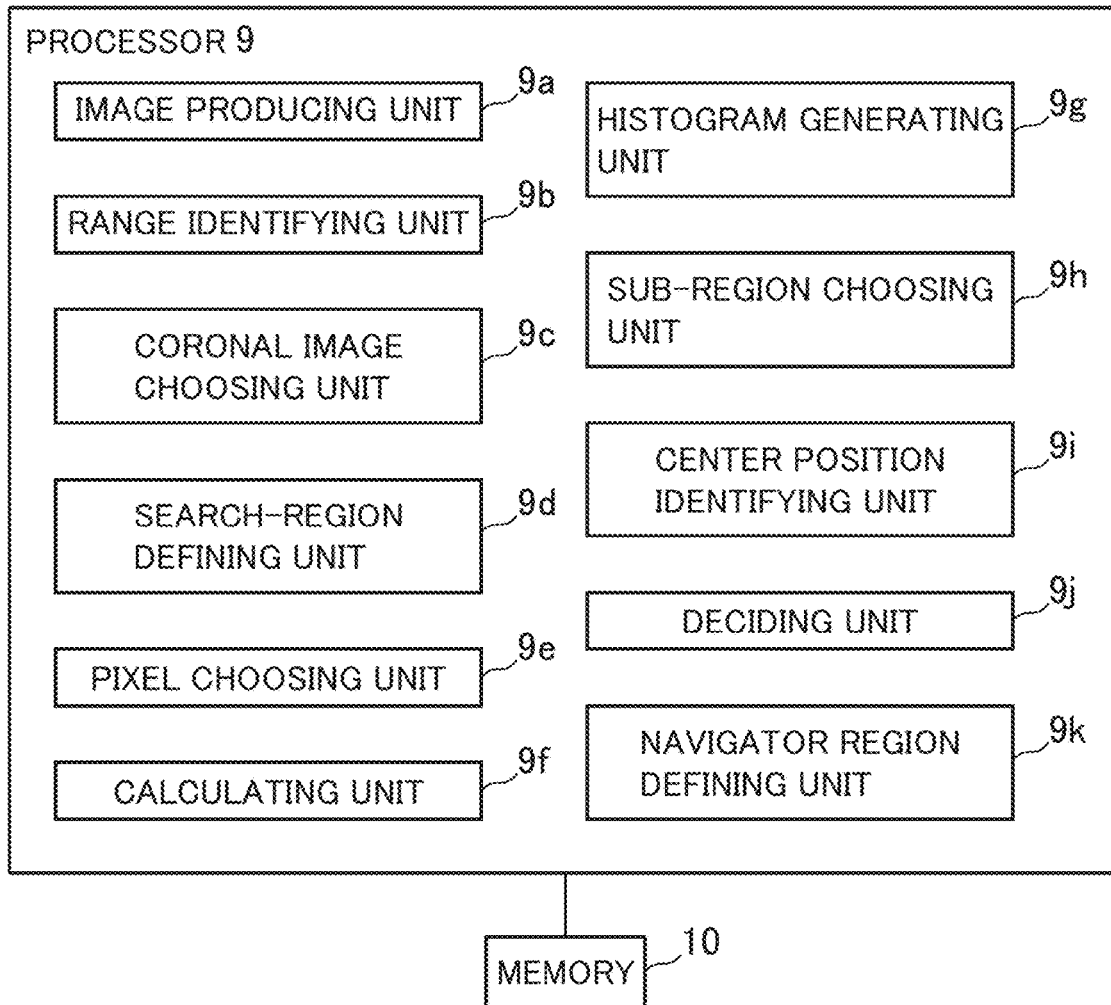 PROCESSOR 9
IMAGE PRODUCING UNIT
9a
RANGE IDENTIFYING UNIT
9b
CORONAL IMAGE
CHOOSING UNIT
9c
SEARCH-REGION
DEFINING UNIT
9d
PIXEL CHOOSING UNIT
9e
CALCULATING UNIT
9f
HISTOGRAM GENERATING
UNIT
9g
SUB-REGION CHOOSING
UNIT
9h
CENTER POSITION
IDENTIFYING UNIT
9i
DECIDING UNIT
9j
NAVIGATOR REGION
DEFINING UNIT
9k
MEMORY
10